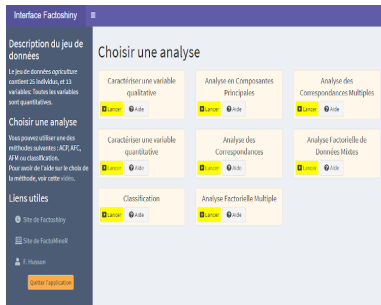 Interface Factoshiny
Description du jeu de
données
Le jeu de données agriculture
contient 25 individus, et 13
variables: Toutes les variables
sont quantitatives.
Choisir une analyse
Vous pouvez utiliser une des
méthodes suivantes : ACP, AFC,
AFM ou classification.
Pour avoir de l'aide sur le choix de
la méthode, voir cette vidéo.
Liens utiles
Site de Factoshiny
Site de FactoMineR
F. Husson
Quitter l'application
Choisir une analyse
Caractériser une variable
qualitative
Lancer Aide
Analyse en Composantes
Principales
Lancer Aide
Analyse des
Correspondances Multiples
Lancer Aide
Caractériser une variable
quantitative
Lancer Aide
Analyse des
Correspondances
Lancer Aide
Analyse Factorielle de
Données Mixtes
Lancer Aide
Classification
Lancer Aide
Analyse Factorielle Multiple
Lancer Aide